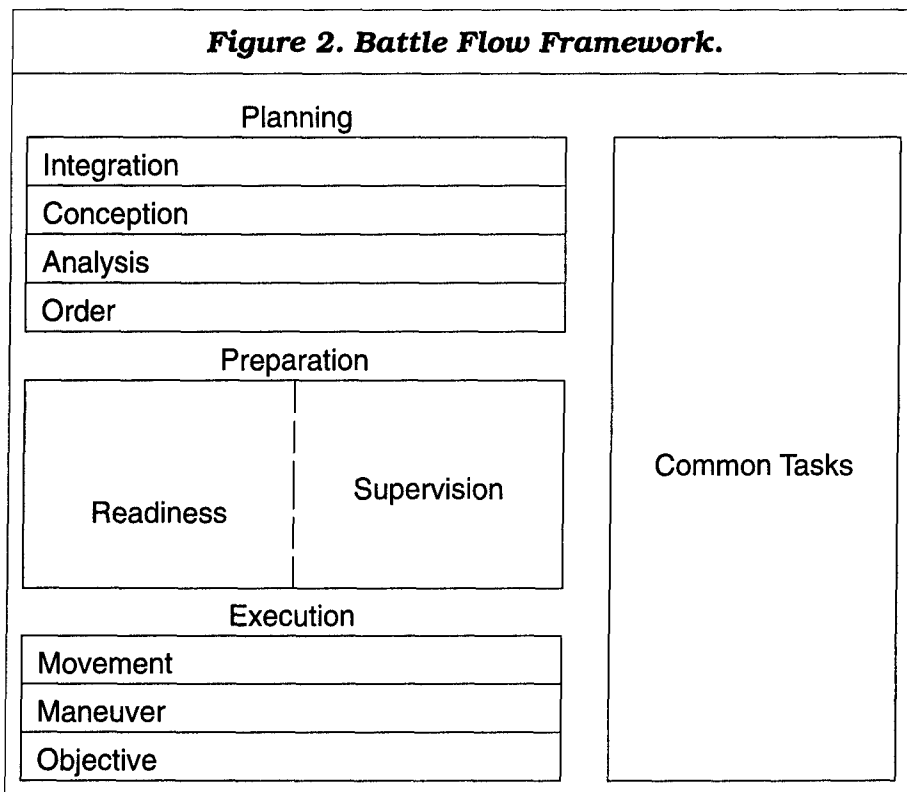 Figure 2. Battle Flow Framework.
Planning
Integration
Conception
Analysis
Order
Preparation
Readiness
Supervision
Execution
Movement
Maneuver
Objective
Common Tasks